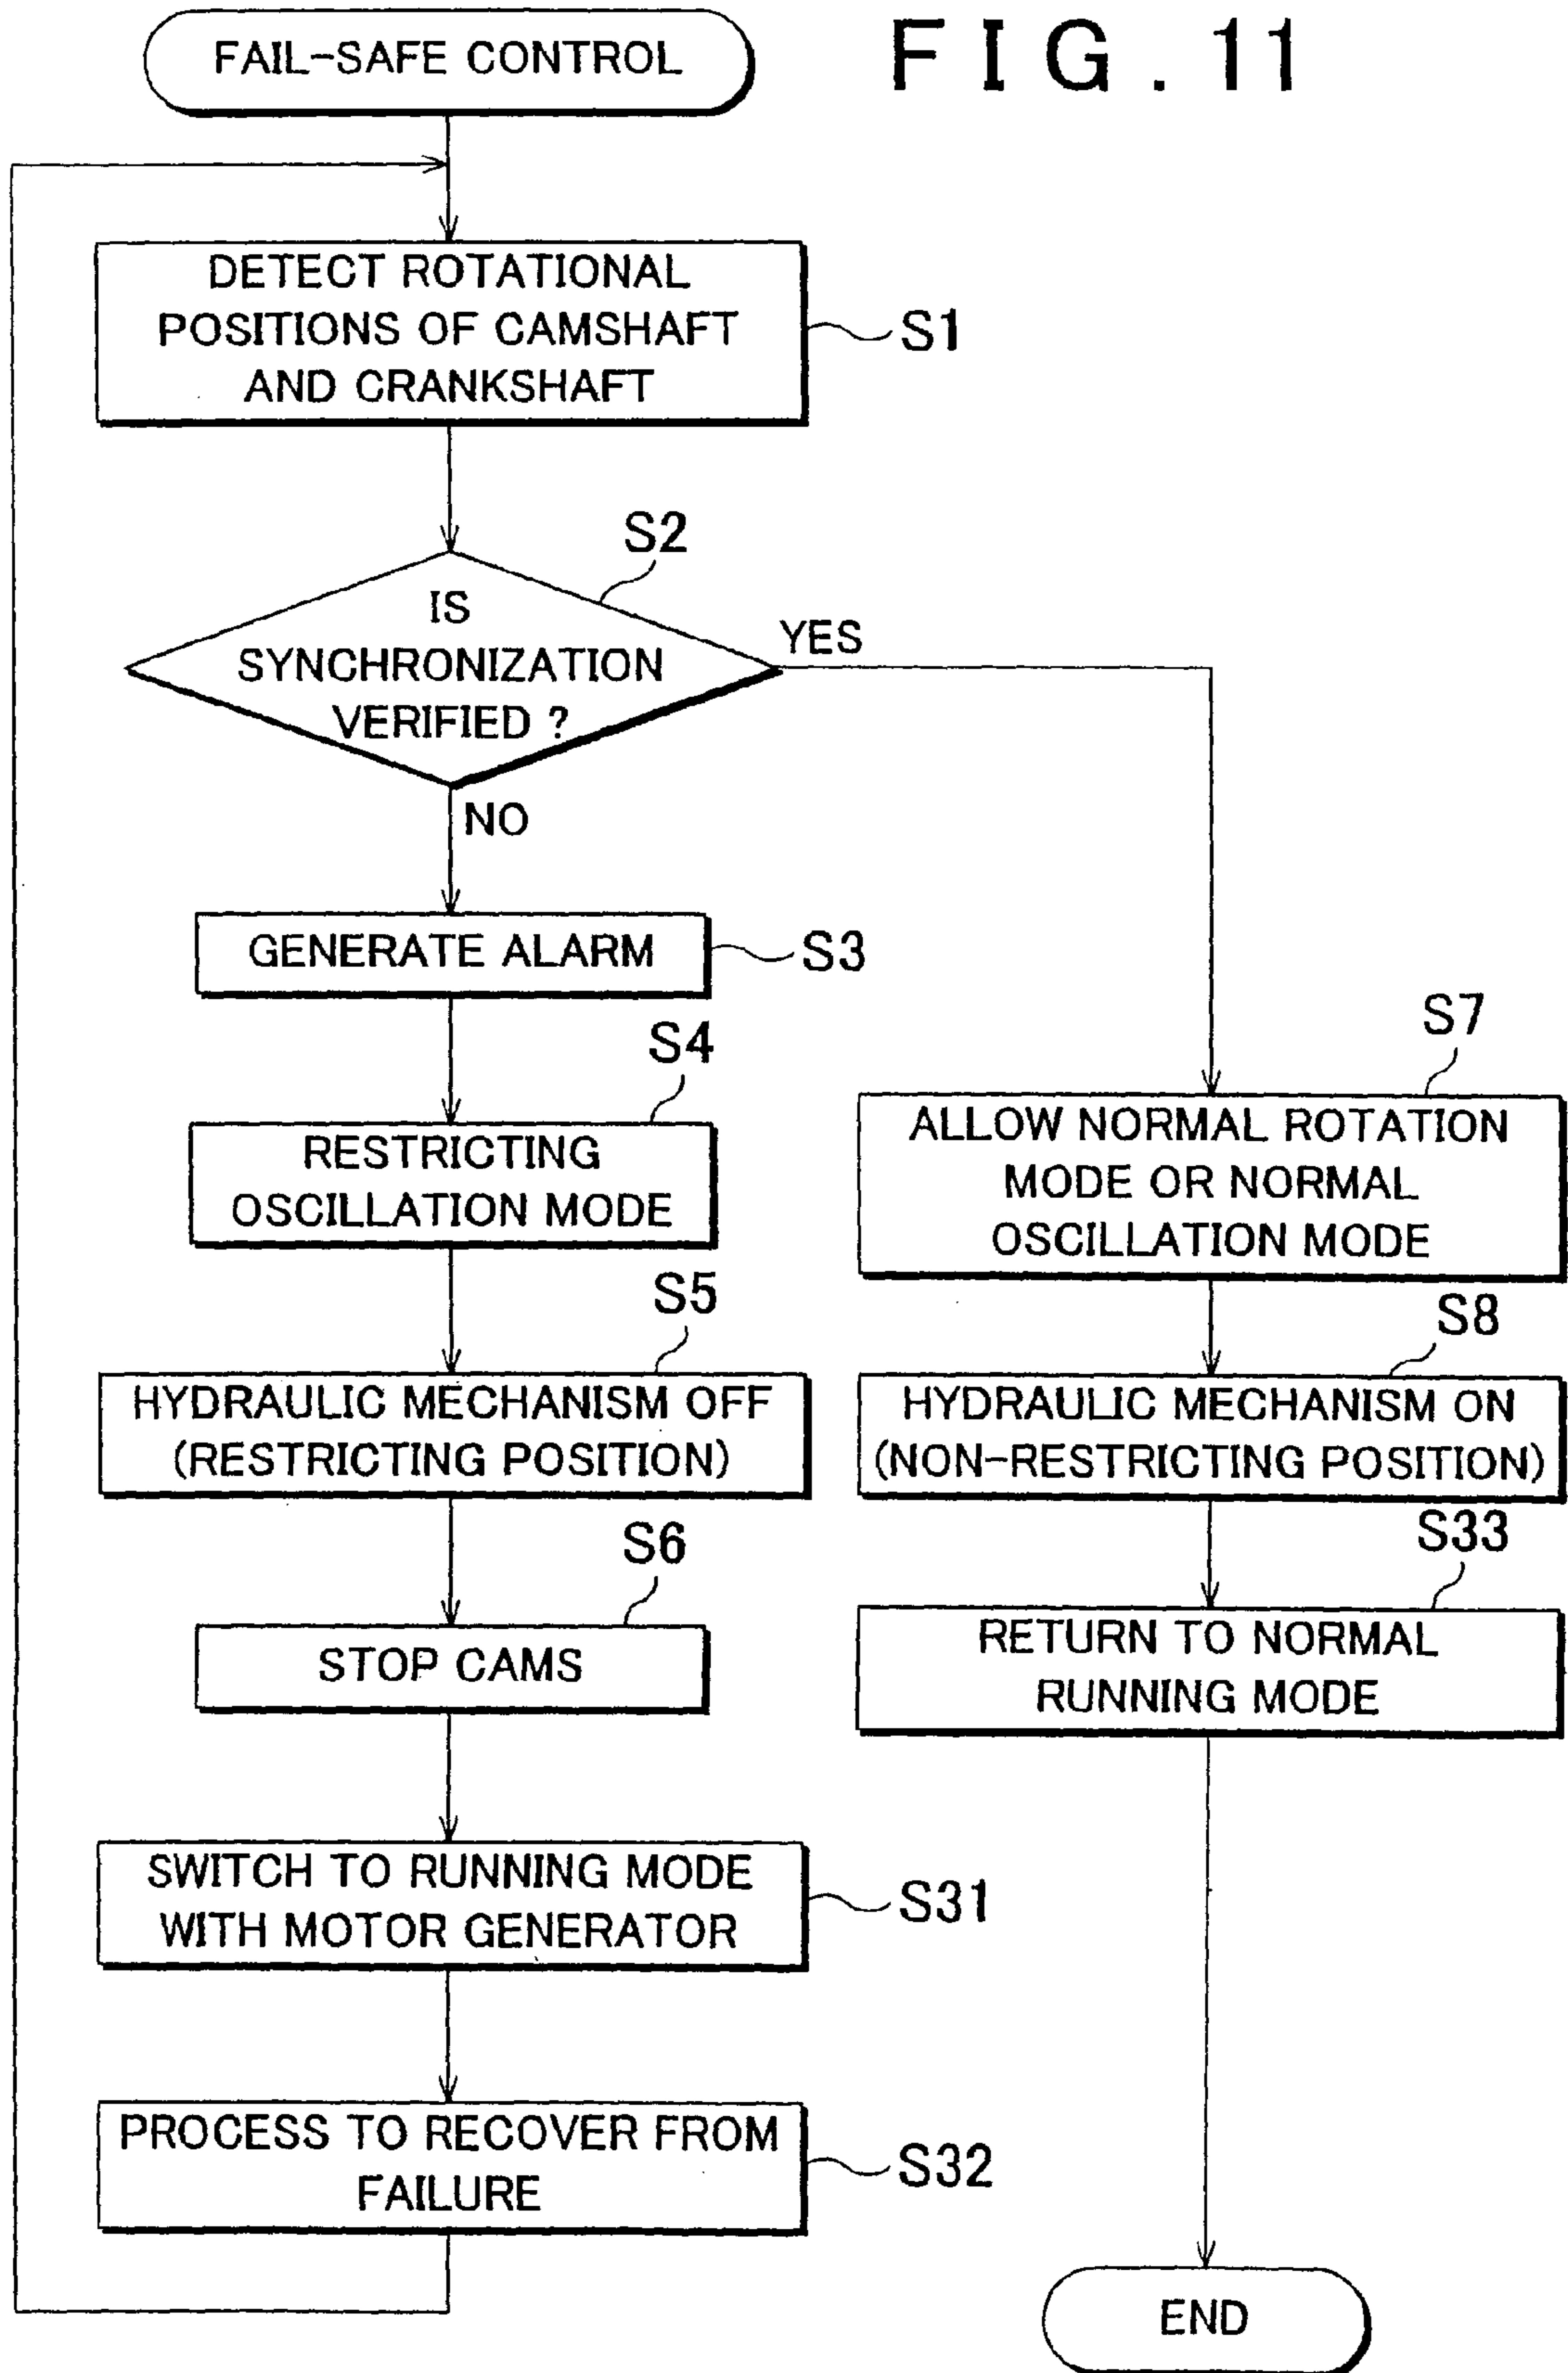 FAIL-SAFE CONTROL
FIG. 11
DETECT ROTATIONAL
POSITIONS OF CAMSHAFT
AND CRANKSHAFT
S1
S2
IS
SYNCHRONIZATION
VERIFIED ?
YES
NO
GENERATE ALARM
S3
S4
RESTRICTING
OSCILLATION MODE
S5
HYDRAULIC MECHANISM OFF
(RESTRICTING POSITION)
S6
STOP CAMS
SWITCH TO RUNNING MODE
WITH MOTOR GENERATOR
S31
PROCESS TO RECOVER FROM
FAILURE
S32
S7
ALLOW NORMAL ROTATION
MODE OR NORMAL
OSCILLATION MODE
S8
HYDRAULIC MECHANISM ON
(NON-RESTRICTING POSITION)
S33
RETURN TO NORMAL
RUNNING MODE
END